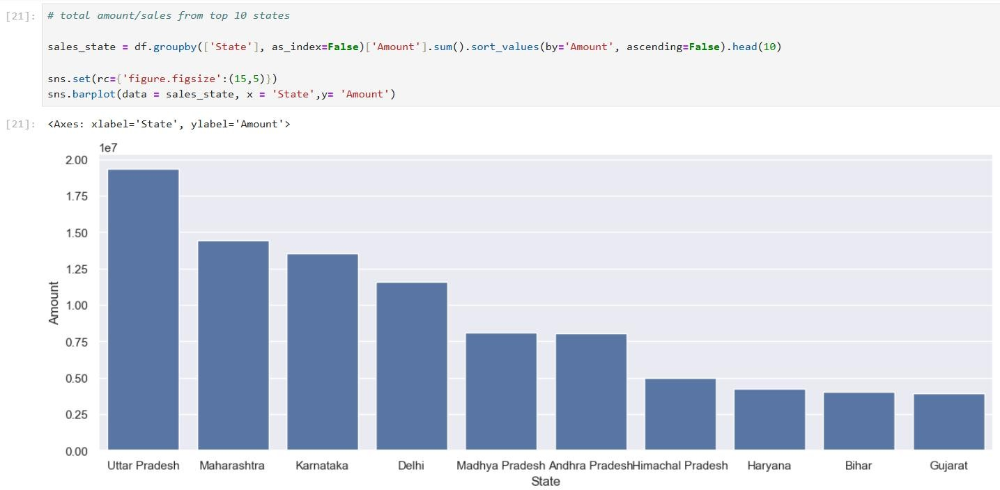 [21]: # total amount/sales from top 10 states
sales_state = df.groupby(['State'], as_index=False)['Amount'].sum().sort_values(by='Amount', ascending=False).head(10)
sns.set(rc={'figure.figsize':(15,5)})
sns.barplot(data = sales_state, x = 'State',y= 'Amount')
[21]: <Axes: xlabel='State', ylabel='Amount'>
1e7
2.00
1.75
1.50
1.25
1.00
0.75
0.50
0.25
0.00
Amount
Uttar Pradesh Maharashtra Karnataka Delhi Madhya Pradesh Andhra Pradesh Himachal Pradesh Haryana Bihar Gujarat
State